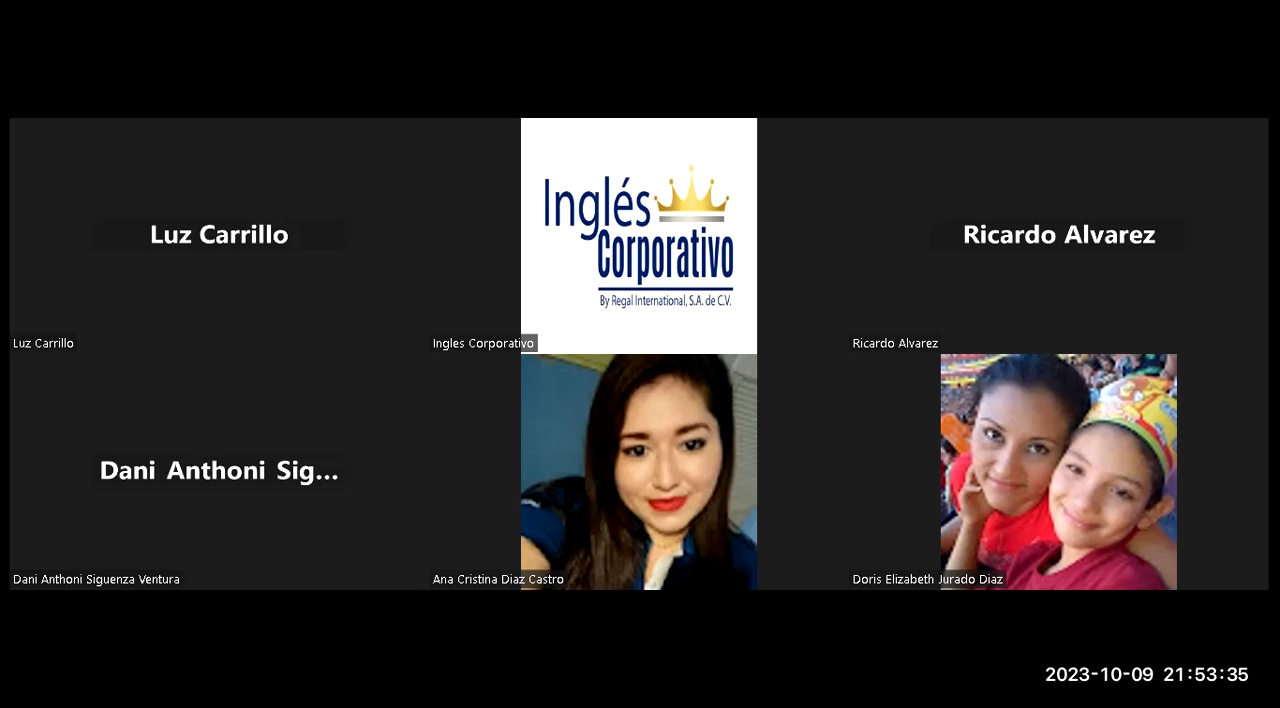 Luz Carrillo
Luz Carrillo
Inglés
Corporativo
By Regal International, S.A. de C.V.
Ingles Corporativo
Ricardo Alvarez
Ricardo Alvarez
Dani Anthoni Sig...
Dani Anthoni Siguenza Ventura
Ana Cristina Diaz Castro
Doris Elizabeth Jurado Diaz
2023-10-09 21:53:35